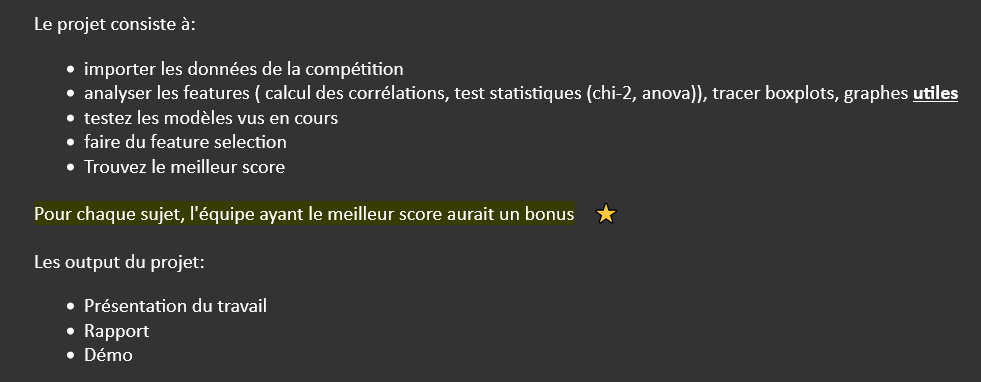 Le projet consiste à:
• importer les données de la compétition
• analyser les features ( calcul des corrélations, test statistiques (chi-2, anova)), tracer boxplots, graphes utiles
• testez les modèles vus en cours
• faire du feature selection
• Trouvez le meilleur score
Pour chaque sujet, l'équipe ayant le meilleur score aurait un bonus
Les output du projet:
• Présentation du travail
• Rapport
• Démo